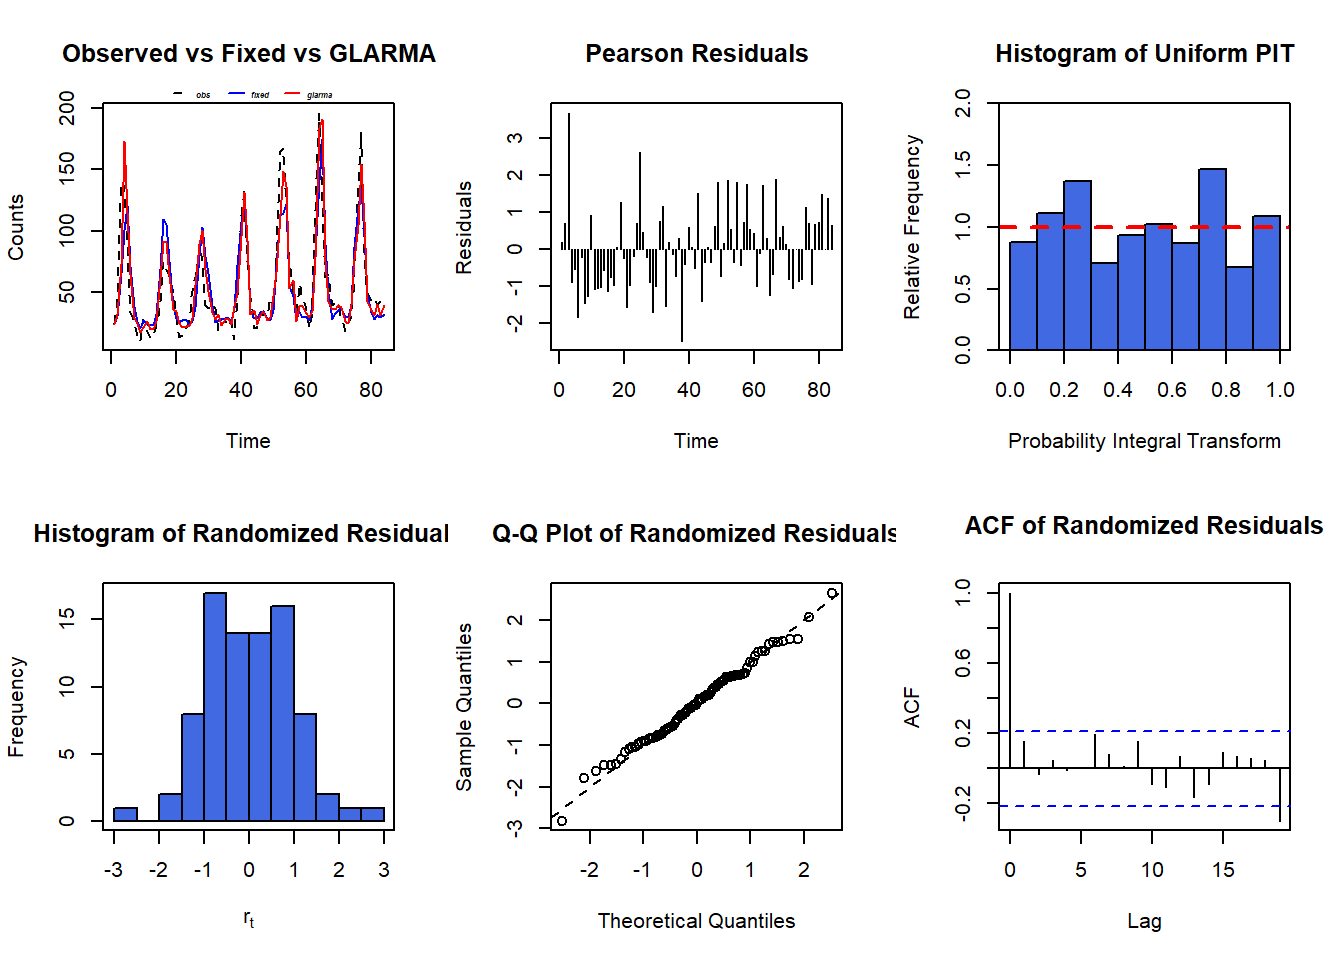 Observed vs Fixed vs GLARMA
obs fixed glarma
Counts
50 100 150 200
0 20 40 60 80
Time
Pearson Residuals
Residuals
-2 -1 0 1 2 3
0 20 40 60 80
Time
Histogram of Uniform PIT
Relative Frequency
0.0 0.5 1.0 1.5 2.0
0.0 0.2 0.4 0.6 0.8 1.0
Probability Integral Transform
Histogram of Randomized Residual
Frequency
0 5 10 15
-3 -2 -1 0 1 2 3
rt
Q-Q Plot of Randomized Residuals
Sample Quantiles
-3 -2 -1 0 1 2
-2 -1 0 1 2
Theoretical Quantiles
ACF of Randomized Residuals
ACF
-0.2 0.2 0.6 1.0
0 5 10 15
Lag